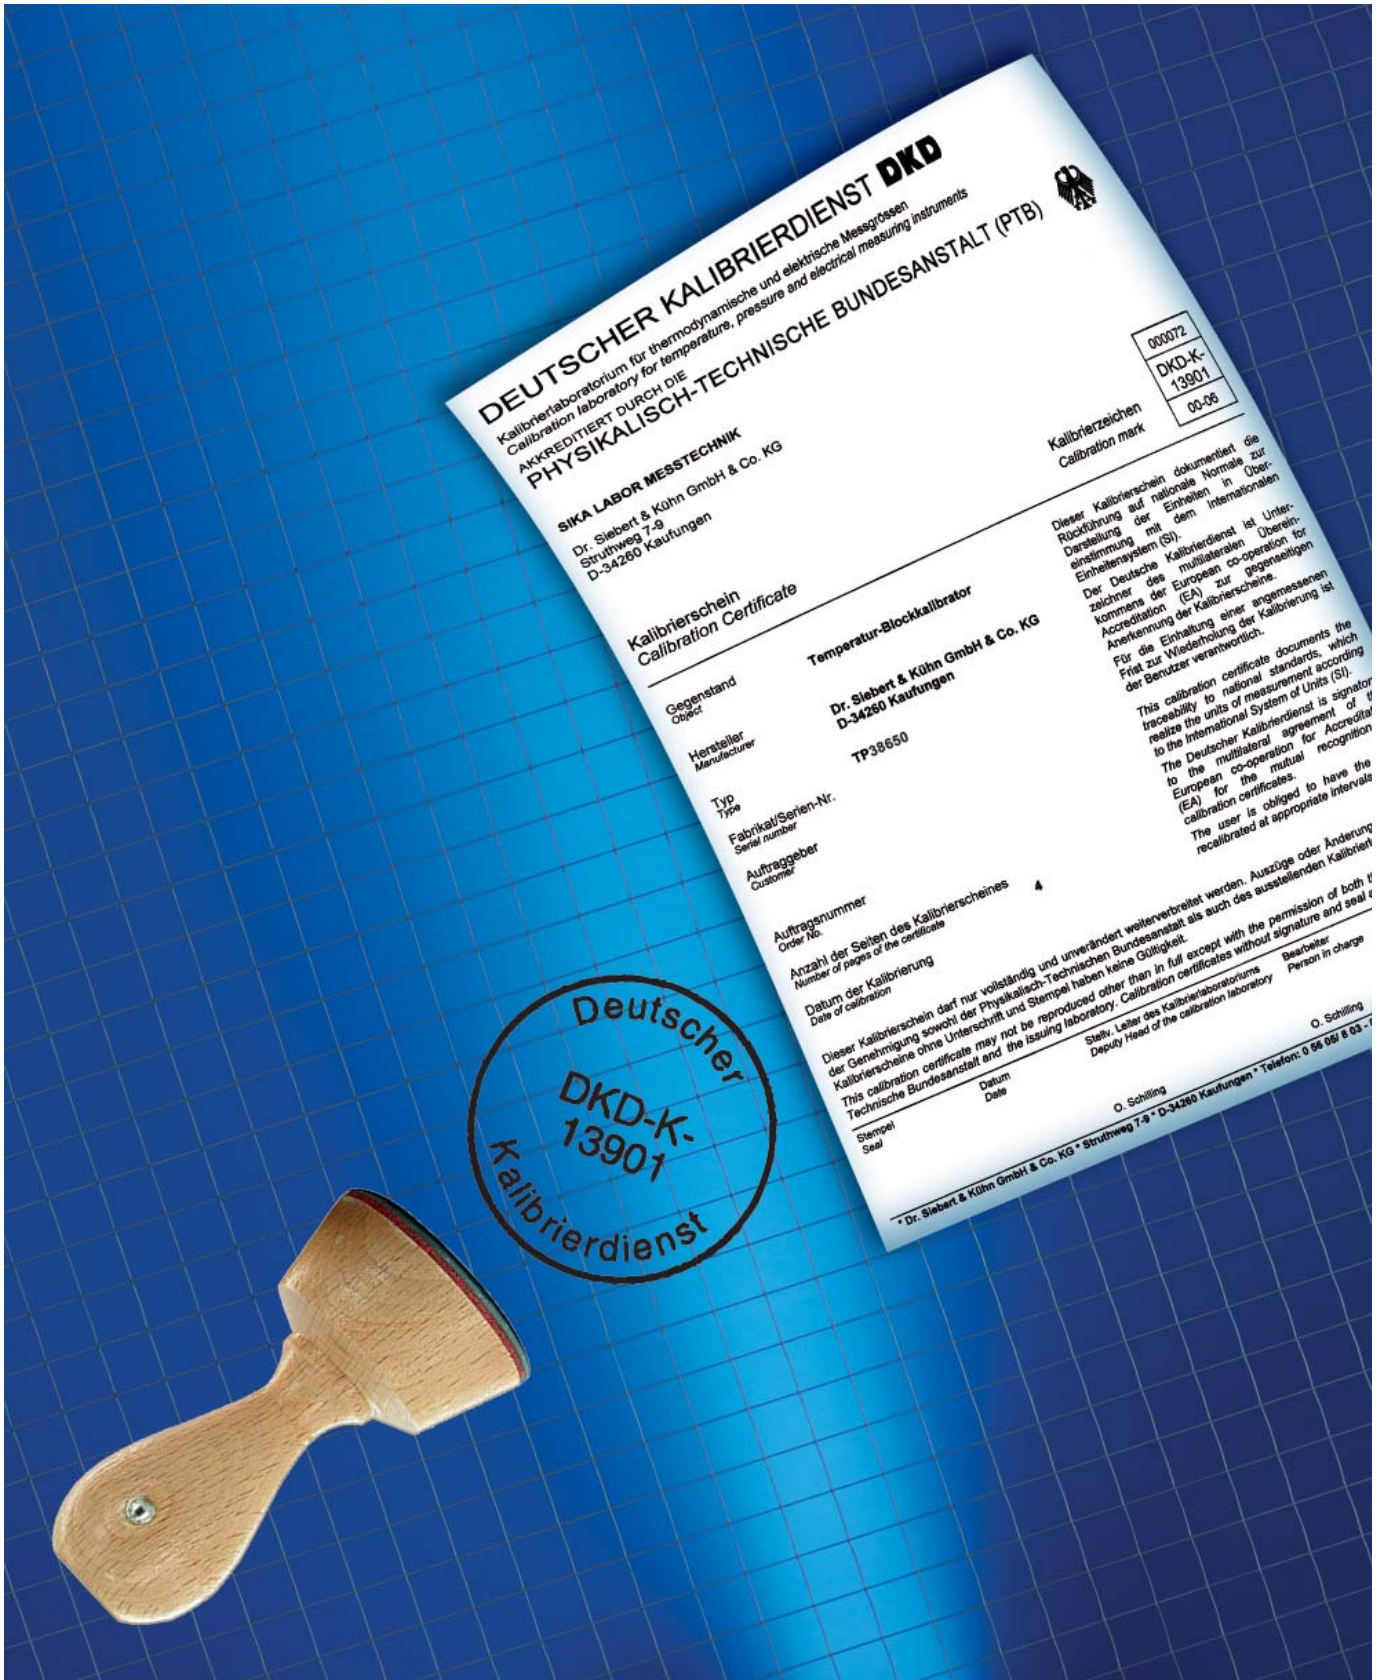 DEUTSCHER KALIBRIERDIENST DKD
Kalibrierlaboratorium für thermodynamische und elektrische Messgrössen
Calibration laboratory for temperature, pressure and electrical measuring instruments
AKKREDITIERT DURCH DIE
PHYSIKALISCH-TECHNISCHE BUNDESANSTALT (PTB)
SIKA LABOR MESSTECHNIK
Dr. Siebert & Kühn GmbH & Co. KG
Struthweg 7-9
D-34260 Kaufungen
000072
DKD-K-
13901
00-06
Kalibrierzeichen
Calibration mark
Kalibrierschein
Calibration Certificate
Gegenstand
Object
Temperatur-Blockkalibrator
Hersteller
Manufacturer
Dr. Siebert & Kühn GmbH & Co. KG
D-34260 Kaufungen
Typ
Type
TP38650
Fabrikat/Serien-Nr.
Serial number
Auftraggeber
Customer
Auftragsnummer
Order No.
Anzahl der Seiten des Kalibrierscheines
Number of pages of the certificate
4
Datum der Kalibrierung
Date of calibration
Dieser Kalibrierschein dokumentiert die
Rückführung auf nationale Normale zur
Darstellung der Einheiten in Über-
einstimmung mit dem Internationalen
Einheitensystem (SI).
Der Deutsche Kalibrierdienst ist Unter-
zeichner des multilateralen Überein-
kommens der European co-operation for
Accreditation (EA) zur gegenseitigen
Anerkennung der Kalibrierscheine.
Für die Einhaltung einer angemessenen
Frist zur Wiederholung der Kalibrierung ist
der Benutzer verantwortlich.
This calibration certificate documents the
traceability to national standards, which
realize the units of measurement according
to the International System of Units (SI).
The Deutscher Kalibrierdienst is signator
to the multilateral agreement of
European co-operation for Accredita
(EA) for the mutual recognition
calibration certificates.
The user is obliged to have the
recalibrated at appropriate intervals
Dieser Kalibrierschein darf nur vollständig und unverändert weiterverbreitet werden. Auszüge oder Änderung
der Genehmigung sowohl der Physikalisch-Technischen Bundesanstalt als auch des ausstellenden Kalibrierl
Kalibrierscheine ohne Unterschrift und Stempel haben keine Gültigkeit.
This calibration certificate may not be reproduced other than in full except with the permission of both
Technische Bundesanstalt and the issuing laboratory. Calibration certificates without signature and seal
Stempel
Seal
Datum
Date
Stellv. Leiter des Kalibrierlaboratoriums
Deputy Head of the calibration laboratory
Bearbeiter
Person in charge
O. Schilling
O. Schilling
* Dr. Siebert & Kühn GmbH & Co. KG * Struthweg 7-9 * D-34260 Kaufungen * Telefon: 0 56 05/ 8 03 -
Deutscher
DKD-K-
13901
Kalibrierdienst